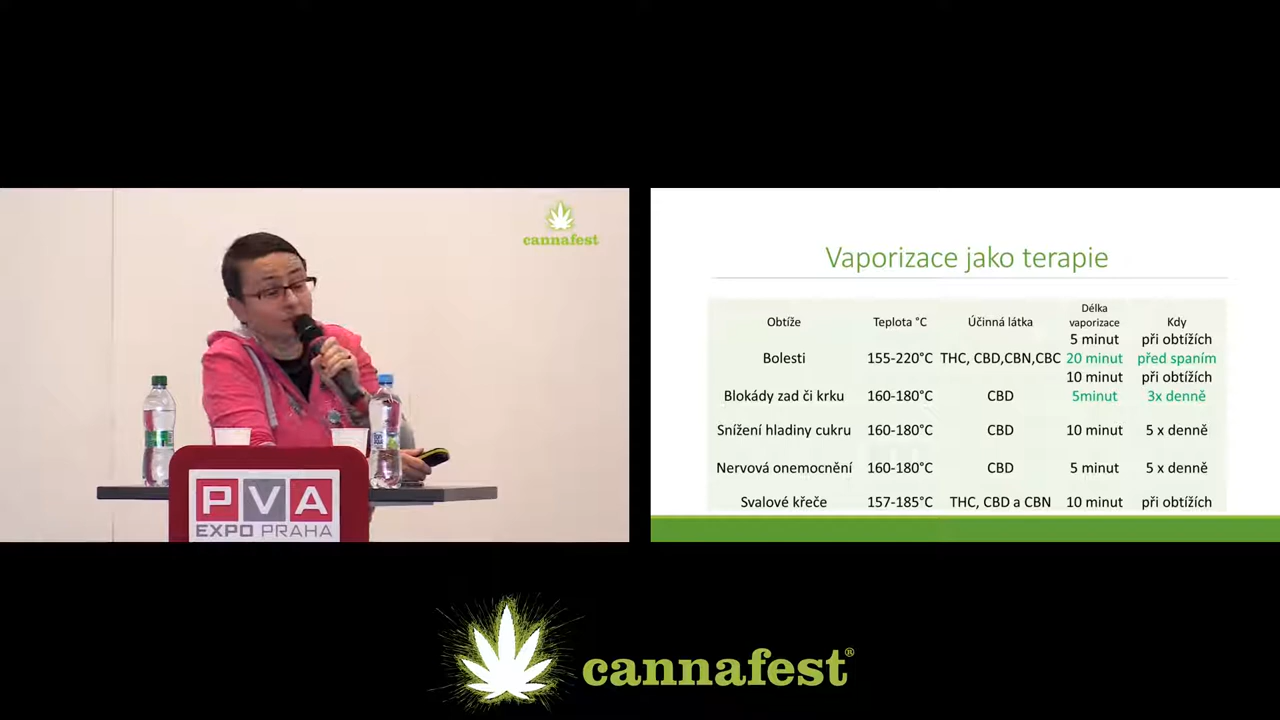 cannafest
PVA
EXPO PRAHA
Vaporizace jako terapie
Obtíže Teplota °C Účinná látka Délka vaporizace Kdy
Bolesti 155-220°C THC, CBD,CBN,CBC 5 minut při obtížích
20 minut před spaním
Blokády zad či krku 160-180°C CBD 10 minut při obtížích
5minut 3x denně
Snížení hladiny cukru 160-180°C CBD 10 minut 5 x denně
Nervová onemocnění 160-180°C CBD 5 minut 5 x denně
Svalové křeče 157-185°C THC, CBD a CBN 10 minut při obtížích
cannafest®